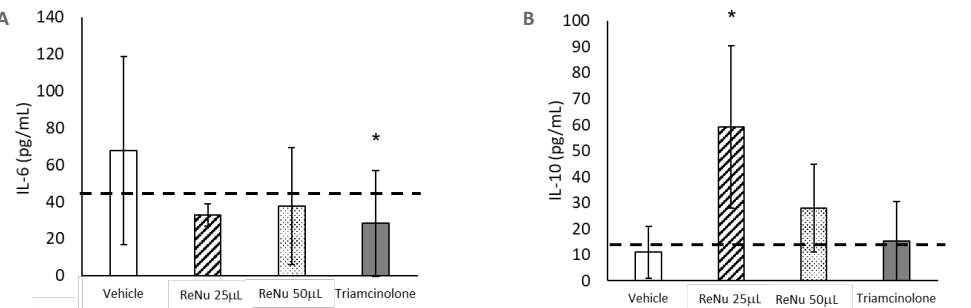 A
IL-6 (pg/mL)
140
120
100
80
60
40
20
0
*
Vehicle
ReNu 25μL
ReNu 50μL
Triamcinolone
B
IL-10 (pg/mL)
100
90
80
70
60
50
40
30
20
10
0
*
Vehicle
ReNu 25μL
ReNu 50μL
Triamcinolone